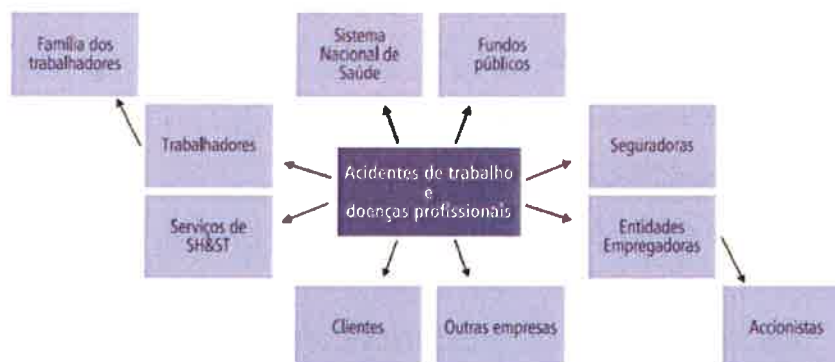 Família dos
trabalhadores
Sistema
Nacional de
Saúde
Fundos
públicos
Trabalhadores
Acidentes de trabalho
e
doenças profissionais
Seguradoras
Serviços de
SH&ST
Entidades
Empregadoras
Clientes
Outras empresas
Accionistas